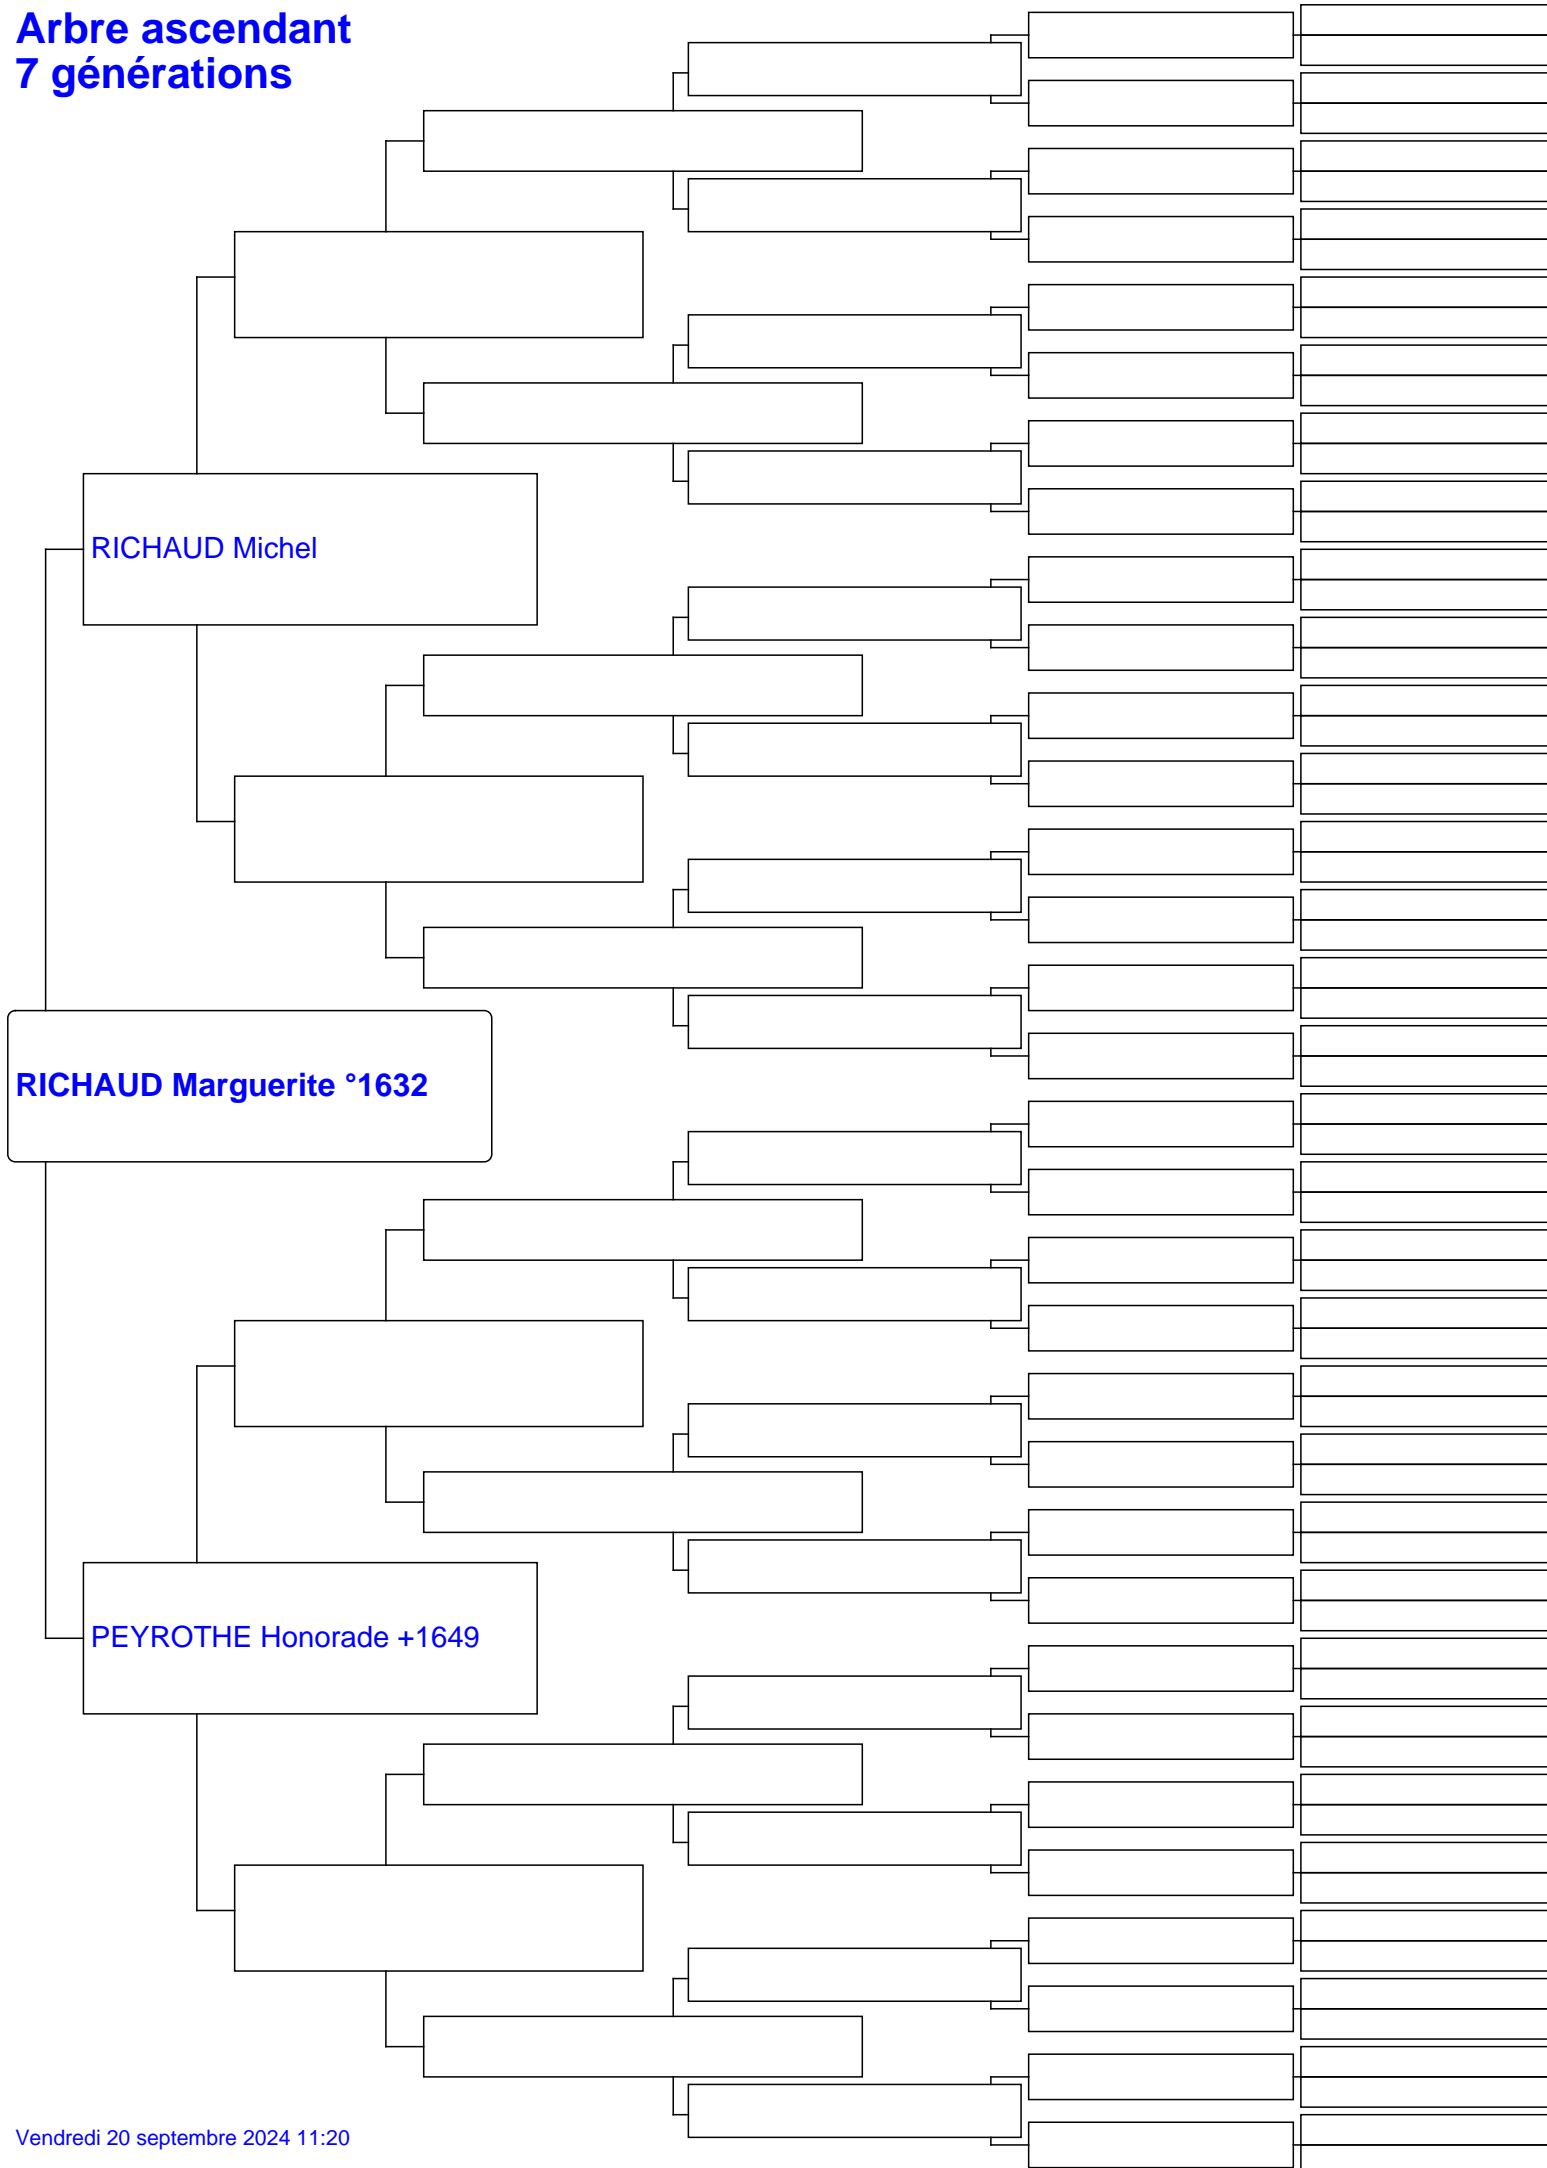 Arbre ascendant
7 générations
RICHAUD Michel
RICHAUD Marguerite °1632
PEYROTHE Honorade +1649
Vendredi 20 septembre 2024 11:20